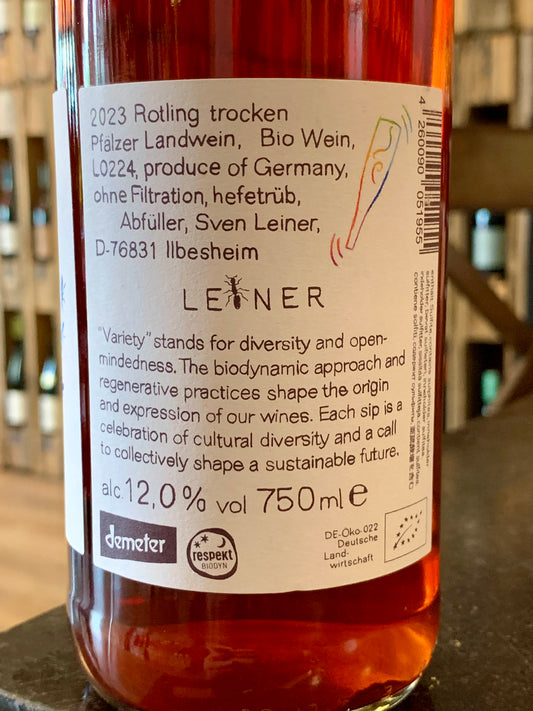 2023 Rotling trocken
Pfälzer Landwein, Bio Wein,
L0224, produce of Germany,
ohne Filtration, hefetrüb,
Abfüller, Sven Leiner,
D-76831 Ilbesheim
LEINER
"Variety" stands for diversity and open-
mindedness. The biodynamic approach and
regenerative practices shape the origin
and expression of our wines. Each sip is a
celebration of cultural diversity and a call
to collectively shape a sustainable future.
alc. 12,0% vol 750ml e
demeter
respekt
BIODYN
DE-Öko-022
Deutsche
Land-
wirtschaft
4 260090 051955